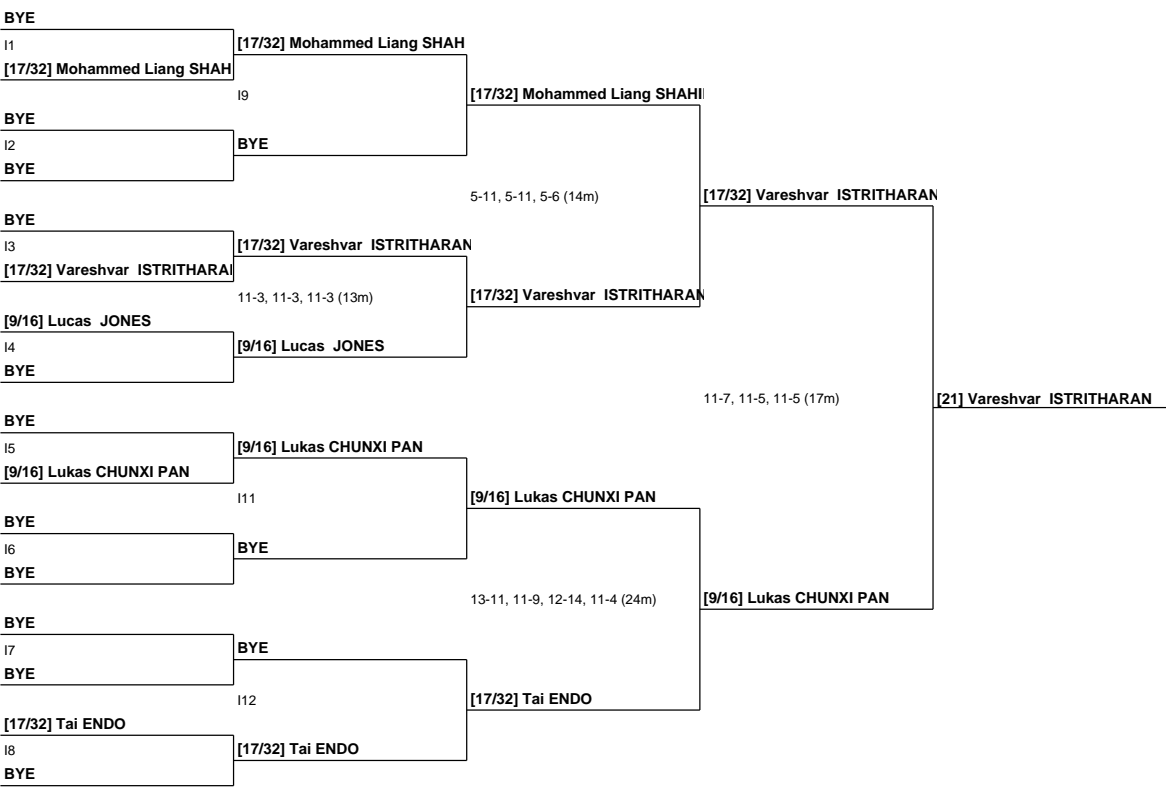 BYE
I1
[17/32] Mohammed Liang SHAH
BYE
I2
BYE
BYE
I3
[17/32] Vareshvar ISTRITHARAI
[9/16] Lucas JONES
I4
BYE
BYE
I5
[9/16] Lukas CHUNXI PAN
BYE
I6
BYE
BYE
I7
BYE
[17/32] Tai ENDO
I8
BYE
[17/32] Mohammed Liang SHAH
I9
BYE
[17/32] Vareshvar ISTRITHARAN
11-3, 11-3, 11-3 (13m)
[9/16] Lucas JONES
[9/16] Lukas CHUNXI PAN
I11
BYE
BYE
I12
[17/32] Tai ENDO
[17/32] Mohammed Liang SHAHI
5-11, 5-11, 5-6 (14m)
[17/32] Vareshvar ISTRITHARAN
[9/16] Lukas CHUNXI PAN
13-11, 11-9, 12-14, 11-4 (24m)
[17/32] Tai ENDO
[17/32] Vareshvar ISTRITHARAN
11-7, 11-5, 11-5 (17m)
[9/16] Lukas CHUNXI PAN
[21] Vareshvar ISTRITHARAN